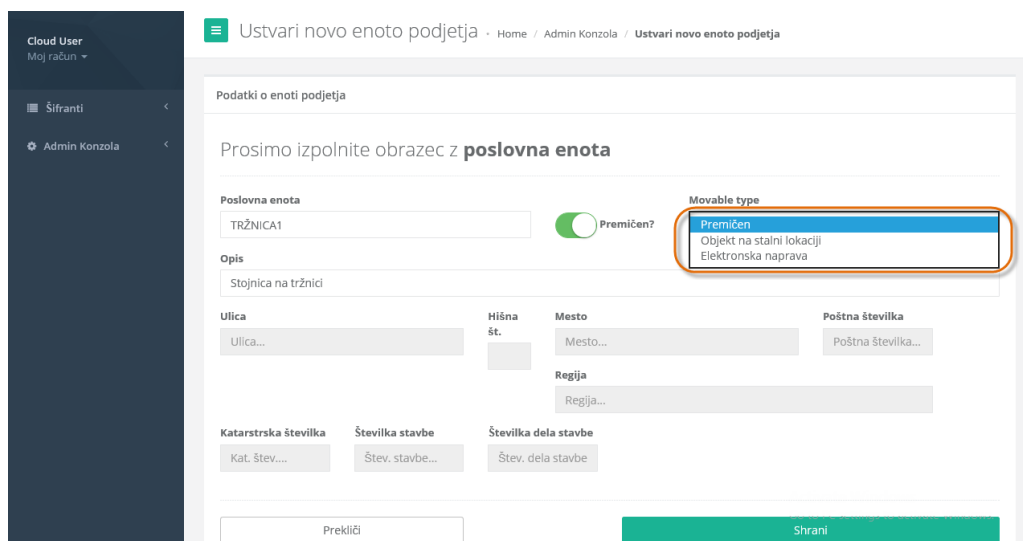 Cloud User
Moj račun
Šifranti
Admin Konzola
Ustvari novo enoto podjetja - Home / Admin Konzola / Ustvari novo enoto podjetja
Podatki o enoti podjetja
Prosimo izpolnite obrazec z poslovna enota
Poslovna enota
Movable type
TRŽNICA1
Premičen?
Premičen
Objekt na stalni lokaciji
Elektronska naprava
Opis
Stojnica na tržnici
Ulica
Hišna
št.
Mesto
Poštna številka
Ulica...
Mesto...
Poštna številka...
Regija
Regija...
Katarstrska številka
Številka stavbe
Številka dela stavbe
Kat. štev....
Štev. stavbe...
Štev. dela stavbe
Prekliči
Shrani